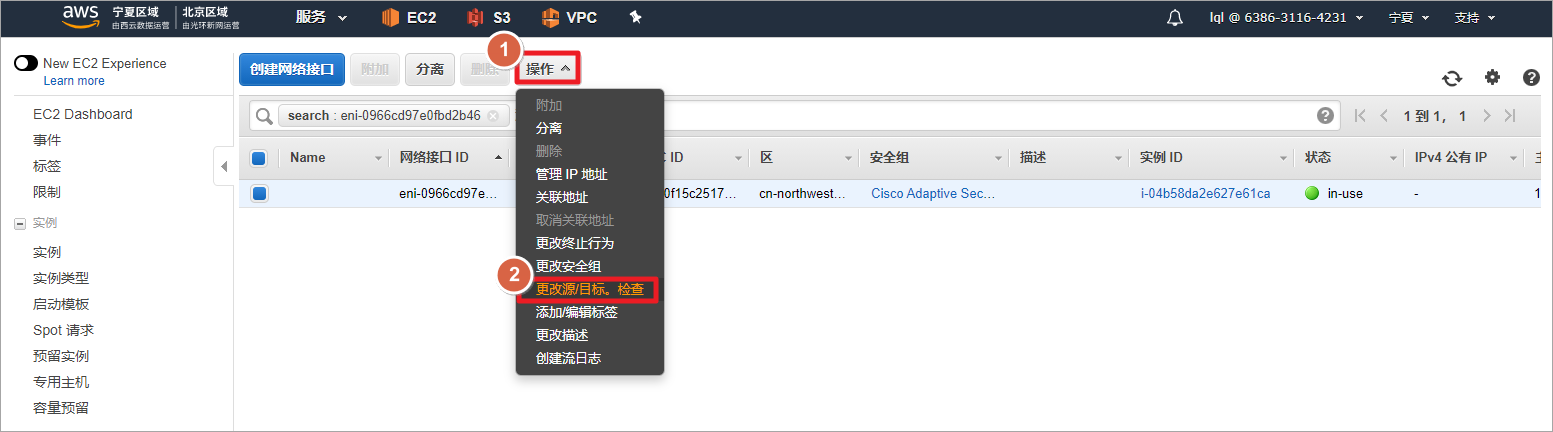 aws 宁夏区域 由西云数据运营 北京区域 由光环新网运营 服务 EC2 S3 VPC lql @ 6386-3116-4231 宁夏 支持
1
New EC2 Experience
Learn more
创建网络接口 附加 分离 删除 操作
EC2 Dashboard
事件
标签
限制
实例
实例
实例类型
启动模板
Spot 请求
预留实例
专用主机
容量预留
search : eni-0966cd97e0fbd2b46
1 到 1， 1
Name 网络接口 ID ID 区 安全组 描述 实例 ID 状态 IPv4 公有 IP
eni-0966cd97e... 0f15c2517... cn-northwest... Cisco Adaptive Sec... i-04b58da2e627e61ca in-use - 1
附加
分离
删除
管理 IP 地址
关联地址
取消关联地址
更改终止行为
更改安全组
2
更改源/目标。检查
添加/编辑标签
更改描述
创建流日志